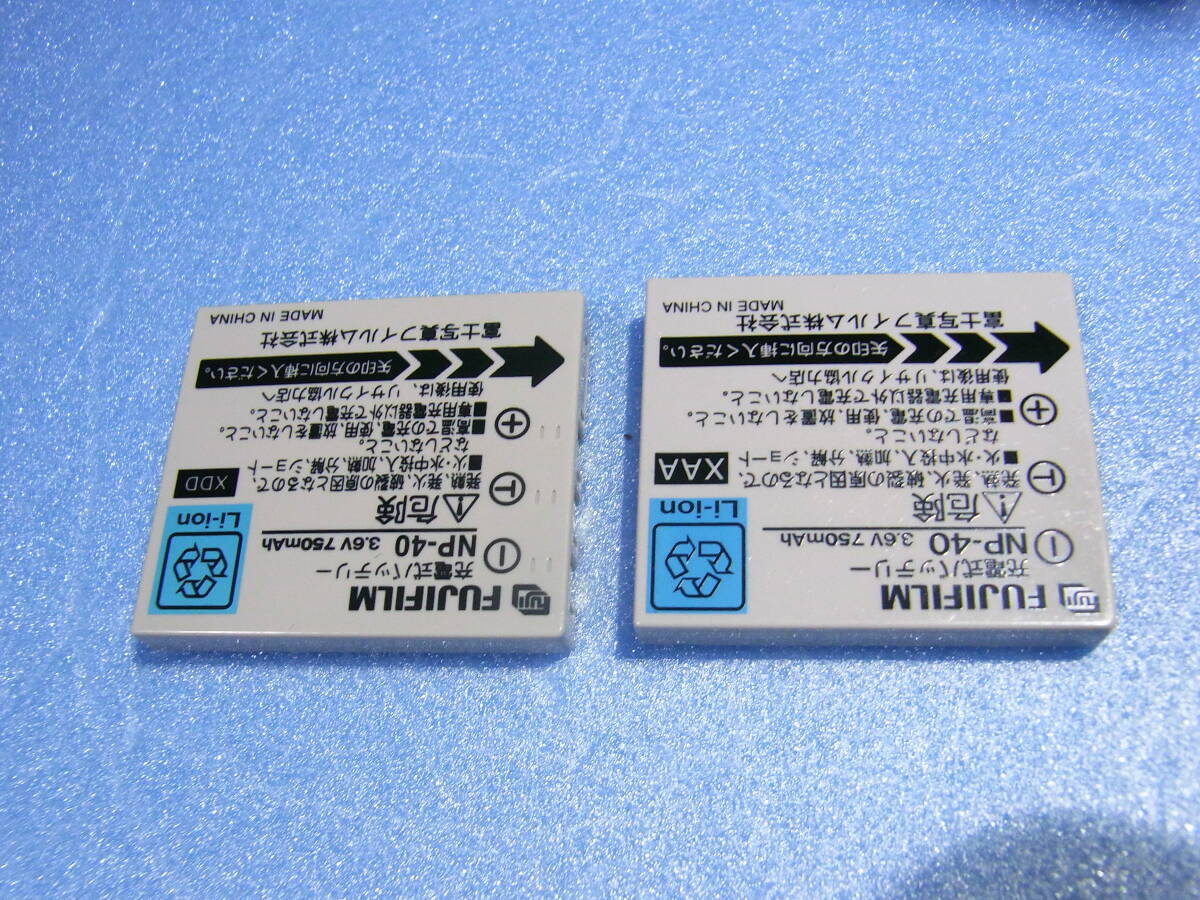 FUJIFILM
充電式バッテリー
NP-40 3.6V 750mAh
Li-ion
危険
発熱、発火、破裂の原因となるので、
XDD
■火・水中投入、加熱、分解、ショート
などしないこと。
■高温での充電、使用、放置をしないこと。
■専用充電器以外で充電しないこと。
使用後は、リサイクル協力店へ
矢印の方向に挿入ください。
富士写真フイルム株式会社
MADE IN CHINA
FUJIFILM
充電式バッテリー
NP-40 3.6V 750mAh
Li-ion
危険
発熱、発火、破裂の原因となるので、
XAA
■火・水中投入、加熱、分解、ショート
などしないこと。
■高温での充電、使用、放置をしないこと。
■専用充電器以外で充電しないこと。
使用後は、リサイクル協力店へ
矢印の方向に挿入ください。
富士写真フイルム株式会社
MADE IN CHINA